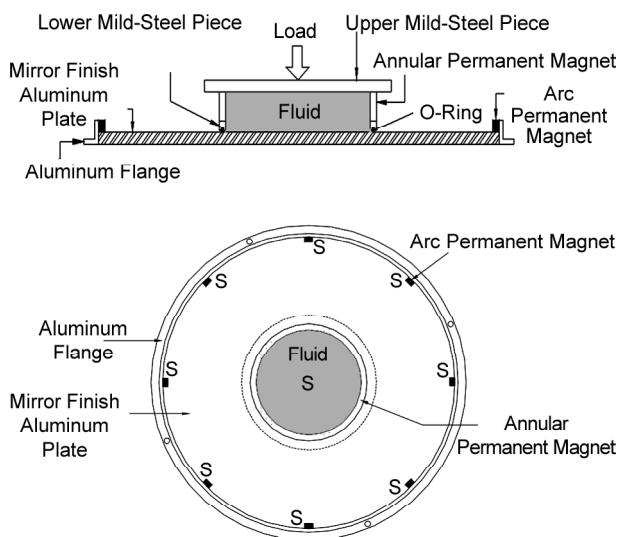 Lower Mild-Steel Piece
Load
Upper Mild-Steel Piece
Mirror Finish
Aluminum
Plate
Annular Permanent Magnet
Fluid
O-Ring
Arc
Permanent
Magnet
Aluminum Flange
S
Arc Permanent Magnet
S
S
Aluminum
Flange
Fluid
S
S
S
Mirror Finish
Aluminum
Plate
Annular
Permanent Magnet
S
S
S